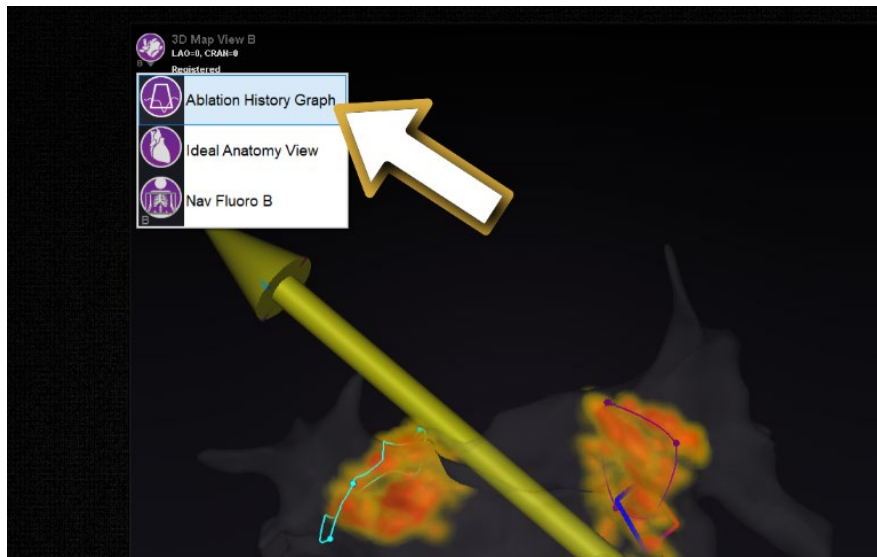 3D Map View B
LAO=0, CRAN=0
B
Registered
Ablation History Graph
Ideal Anatomy View
Nav Fluoro B
B